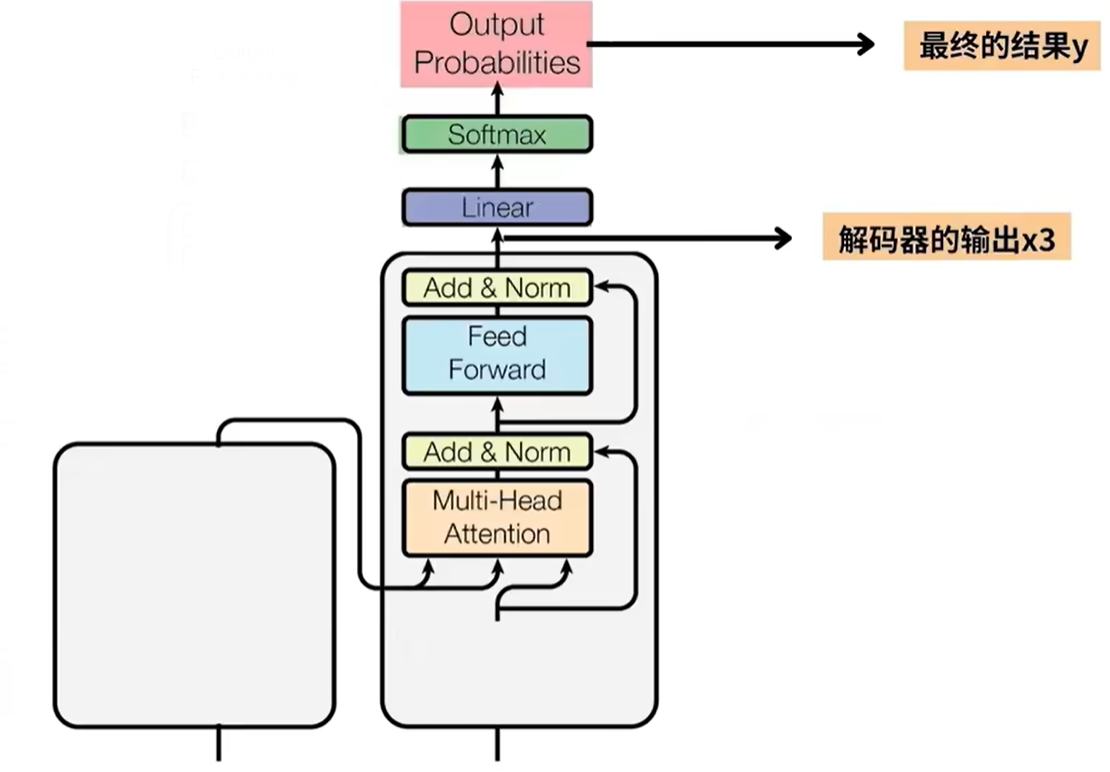 Output
Probabilities
最终的结果y
Softmax
Linear
解码器的输出x3
Add & Norm
Feed
Forward
Add & Norm
Multi-Head
Attention